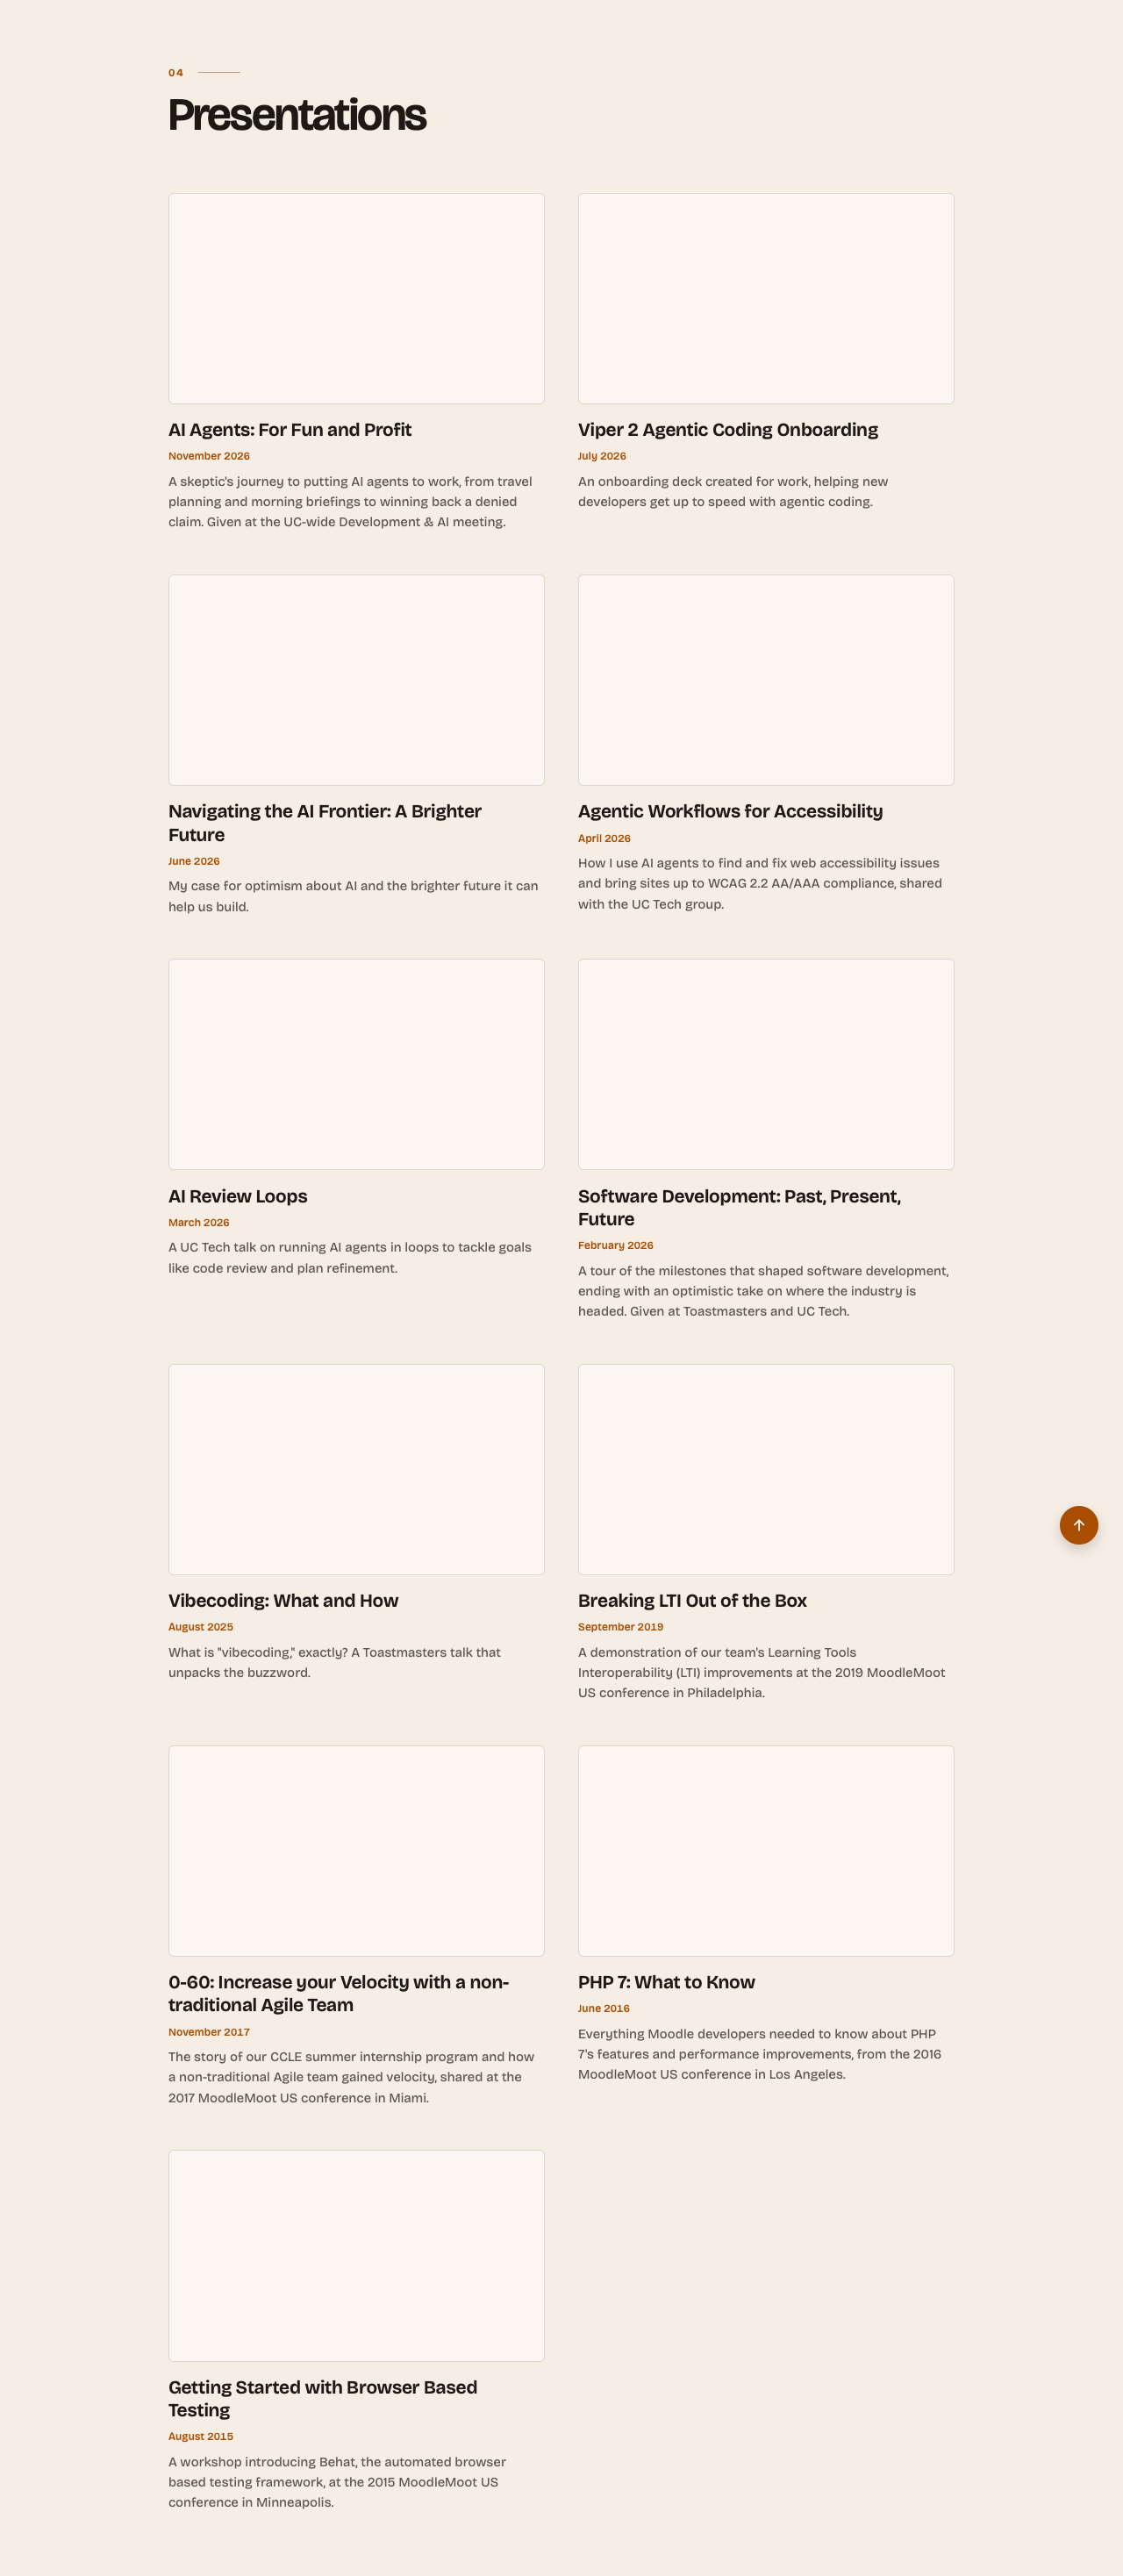 04
Presentations
AI Agents: For Fun and Profit
November 2026
A skeptic's journey to putting AI agents to work, from travel
planning and morning briefings to winning back a denied
claim. Given at the UC-wide Development & AI meeting.
Viper 2 Agentic Coding Onboarding
July 2026
An onboarding deck created for work, helping new
developers get up to speed with agentic coding.
Navigating the AI Frontier: A Brighter
Future
June 2026
My case for optimism about AI and the brighter future it can
help us build.
Agentic Workflows for Accessibility
April 2026
How I use AI agents to find and fix web accessibility issues
and bring sites up to WCAG 2.2 AA/AAA compliance, shared
with the UC Tech group.
AI Review Loops
March 2026
A UC Tech talk on running AI agents in loops to tackle goals
like code review and plan refinement.
Software Development: Past, Present,
Future
February 2026
A tour of the milestones that shaped software development,
ending with an optimistic take on where the industry is
headed. Given at Toastmasters and UC Tech.
Vibecoding: What and How
August 2025
What is "vibecoding," exactly? A Toastmasters talk that
unpacks the buzzword.
Breaking LTI Out of the Box
September 2019
A demonstration of our team's Learning Tools
Interoperability (LTI) improvements at the 2019 MoodleMoot
US conference in Philadelphia.
0-60: Increase your Velocity with a non-
traditional Agile Team
November 2017
The story of our CCLE summer internship program and how
a non-traditional Agile team gained velocity, shared at the
2017 MoodleMoot US conference in Miami.
PHP 7: What to Know
June 2016
Everything Moodle developers needed to know about PHP
7's features and performance improvements, from the 2016
MoodleMoot US conference in Los Angeles.
Getting Started with Browser Based
Testing
August 2015
A workshop introducing Behat, the automated browser
based testing framework, at the 2015 MoodleMoot US
conference in Minneapolis.